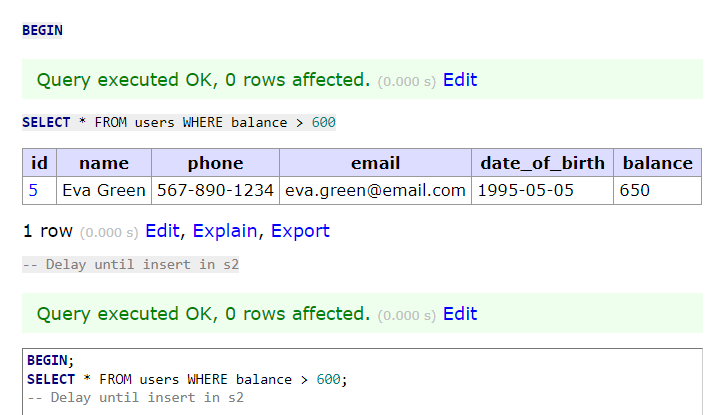 BEGIN
Query executed OK, 0 rows affected. (0.000 s) Edit
SELECT * FROM users WHERE balance > 600
id name phone email date_of_birth balance
5 Eva Green 567-890-1234 eva.green@email.com 1995-05-05 650
1 row (0.000 s) Edit, Explain, Export
-- Delay until insert in s2
Query executed OK, 0 rows affected. (0.000 s) Edit
BEGIN;
SELECT * FROM users WHERE balance > 600;
-- Delay until insert in s2